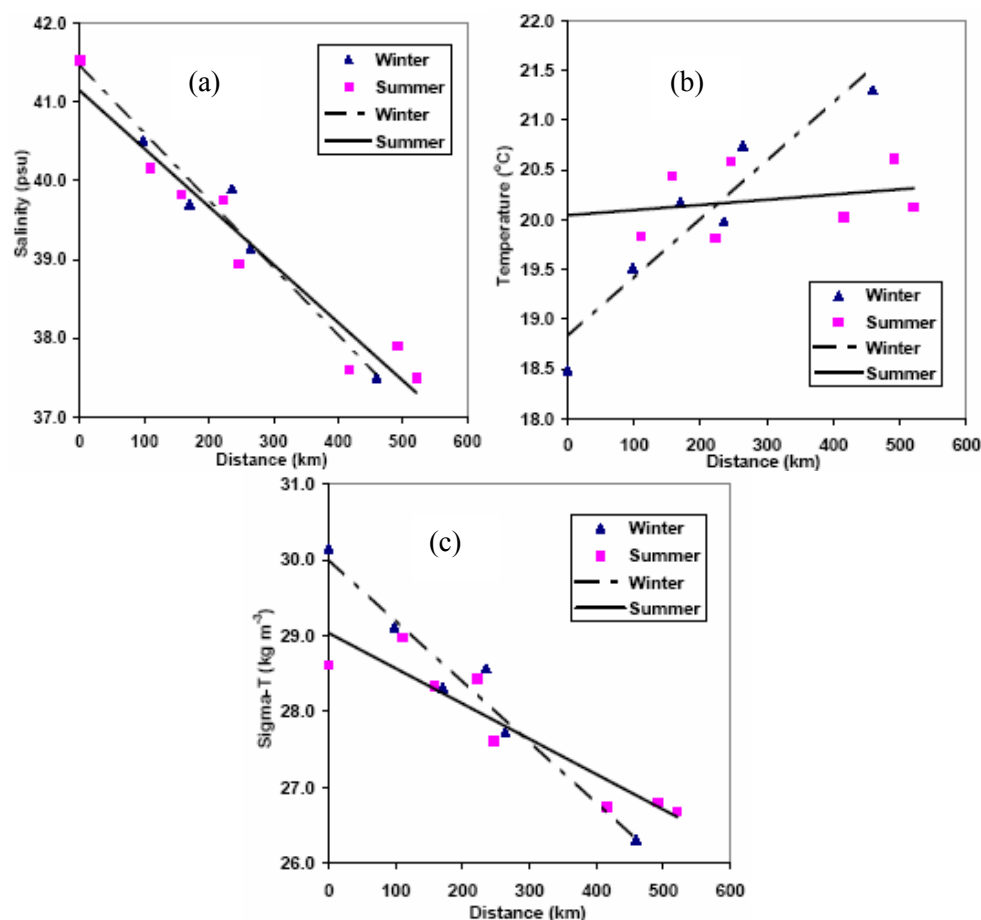 42.0
41.0
40.0
39.0
38.0
37.0
Salinity (psu)
0 100 200 300 400 500 600
Distance (km)
(a)
Winter
Summer
Winter
Summer
22.0
21.5
21.0
20.5
20.0
19.5
19.0
18.5
18.0
Temperature (°C)
0 100 200 300 400 500 600
Distance (km)
(b)
Winter
Summer
Winter
Summer
31.0
30.0
29.0
28.0
27.0
26.0
Sigma-T (kg m⁻³)
0 100 200 300 400 500 600
Distance (km)
(c)
Winter
Summer
Winter
Summer